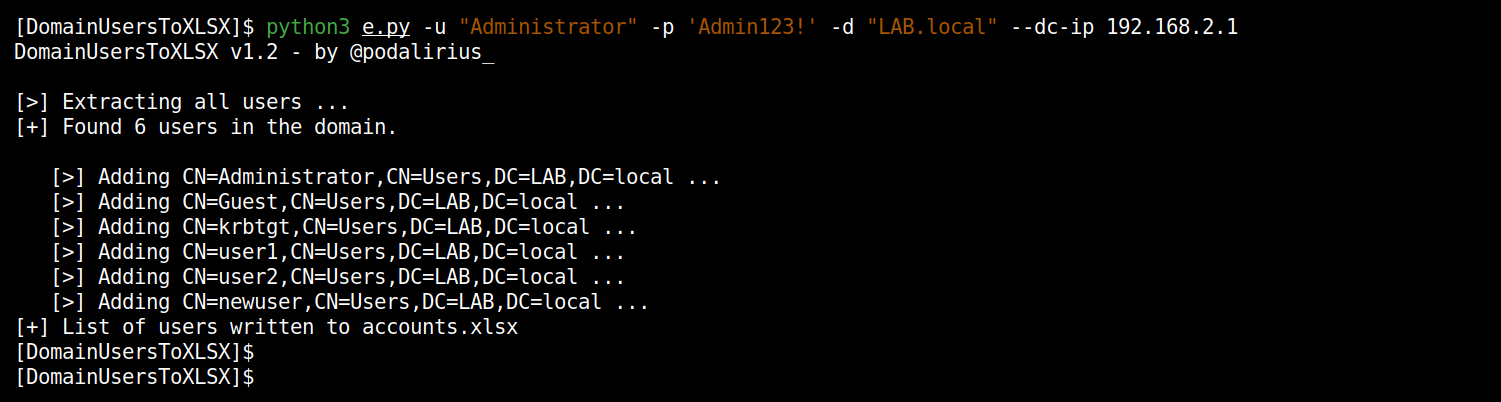 [DomainUsersToXLSX]$ python3 e.py -u "Administrator" -p 'Admin123!' -d "LAB.local" --dc-ip 192.168.2.1
DomainUsersToXLSX v1.2 - by @podalirius_
[>] Extracting all users ...
[+] Found 6 users in the domain.
[>] Adding CN=Administrator,CN=Users,DC=LAB,DC=local ...
[>] Adding CN=Guest,CN=Users,DC=LAB,DC=local ...
[>] Adding CN=krbtgt,CN=Users,DC=LAB,DC=local ...
[>] Adding CN=user1,CN=Users,DC=LAB,DC=local ...
[>] Adding CN=user2,CN=Users,DC=LAB,DC=local ...
[>] Adding CN=newuser,CN=Users,DC=LAB,DC=local ...
[+] List of users written to accounts.xlsx
[DomainUsersToXLSX]$
[DomainUsersToXLSX]$